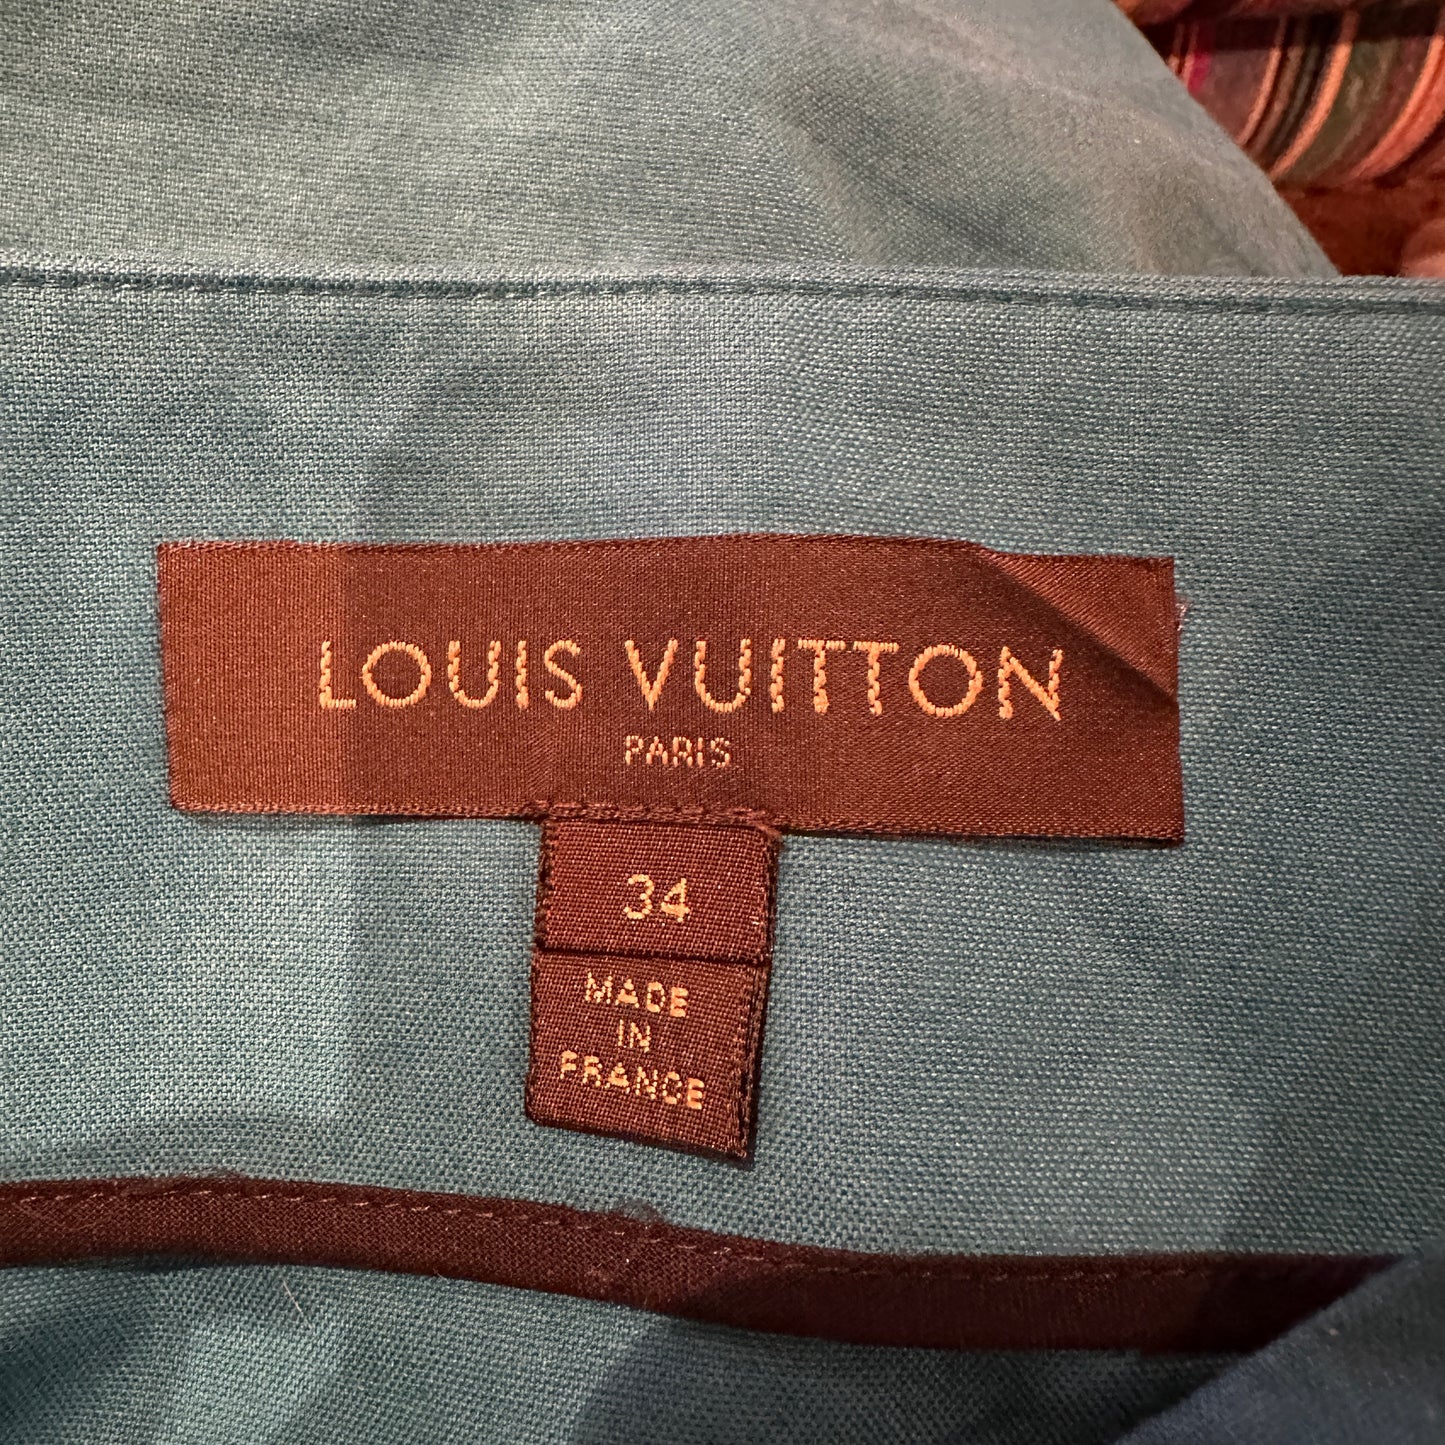 LOUIS VUITTON
PARIS
34
MADE
IN
FRANCE